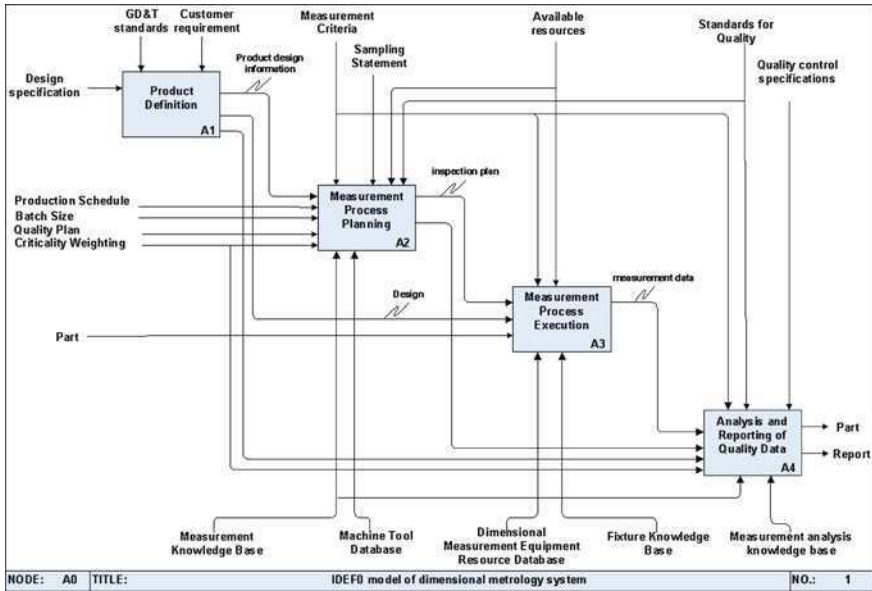 GD&T
standards
Customer
requirement
Measurement
Criteria
Available
resources
Standards for
Quality
Sampling
Statement
Quality control
specifications
Design
specification
Product design
information
Product
Definition
A1
Production Schedule
Batch Size
Quality Plan
Criticality Weighting
Measurement
Process
Planning
A2
inspection plan
Design
Part
Measurement
Process
Execution
A3
measurement data
Analysis and
Reporting of
Quality Data
A4
Part
Report
Measurement
Knowledge Base
Machine Tool
Database
Dimensional
Measurement Equipment
Resource Database
Fixture Knowledge
Base
Measurement analysis
knowledge base
NODE: A0 TITLE: IDEF0 model of dimensional metrology system NO.: 1